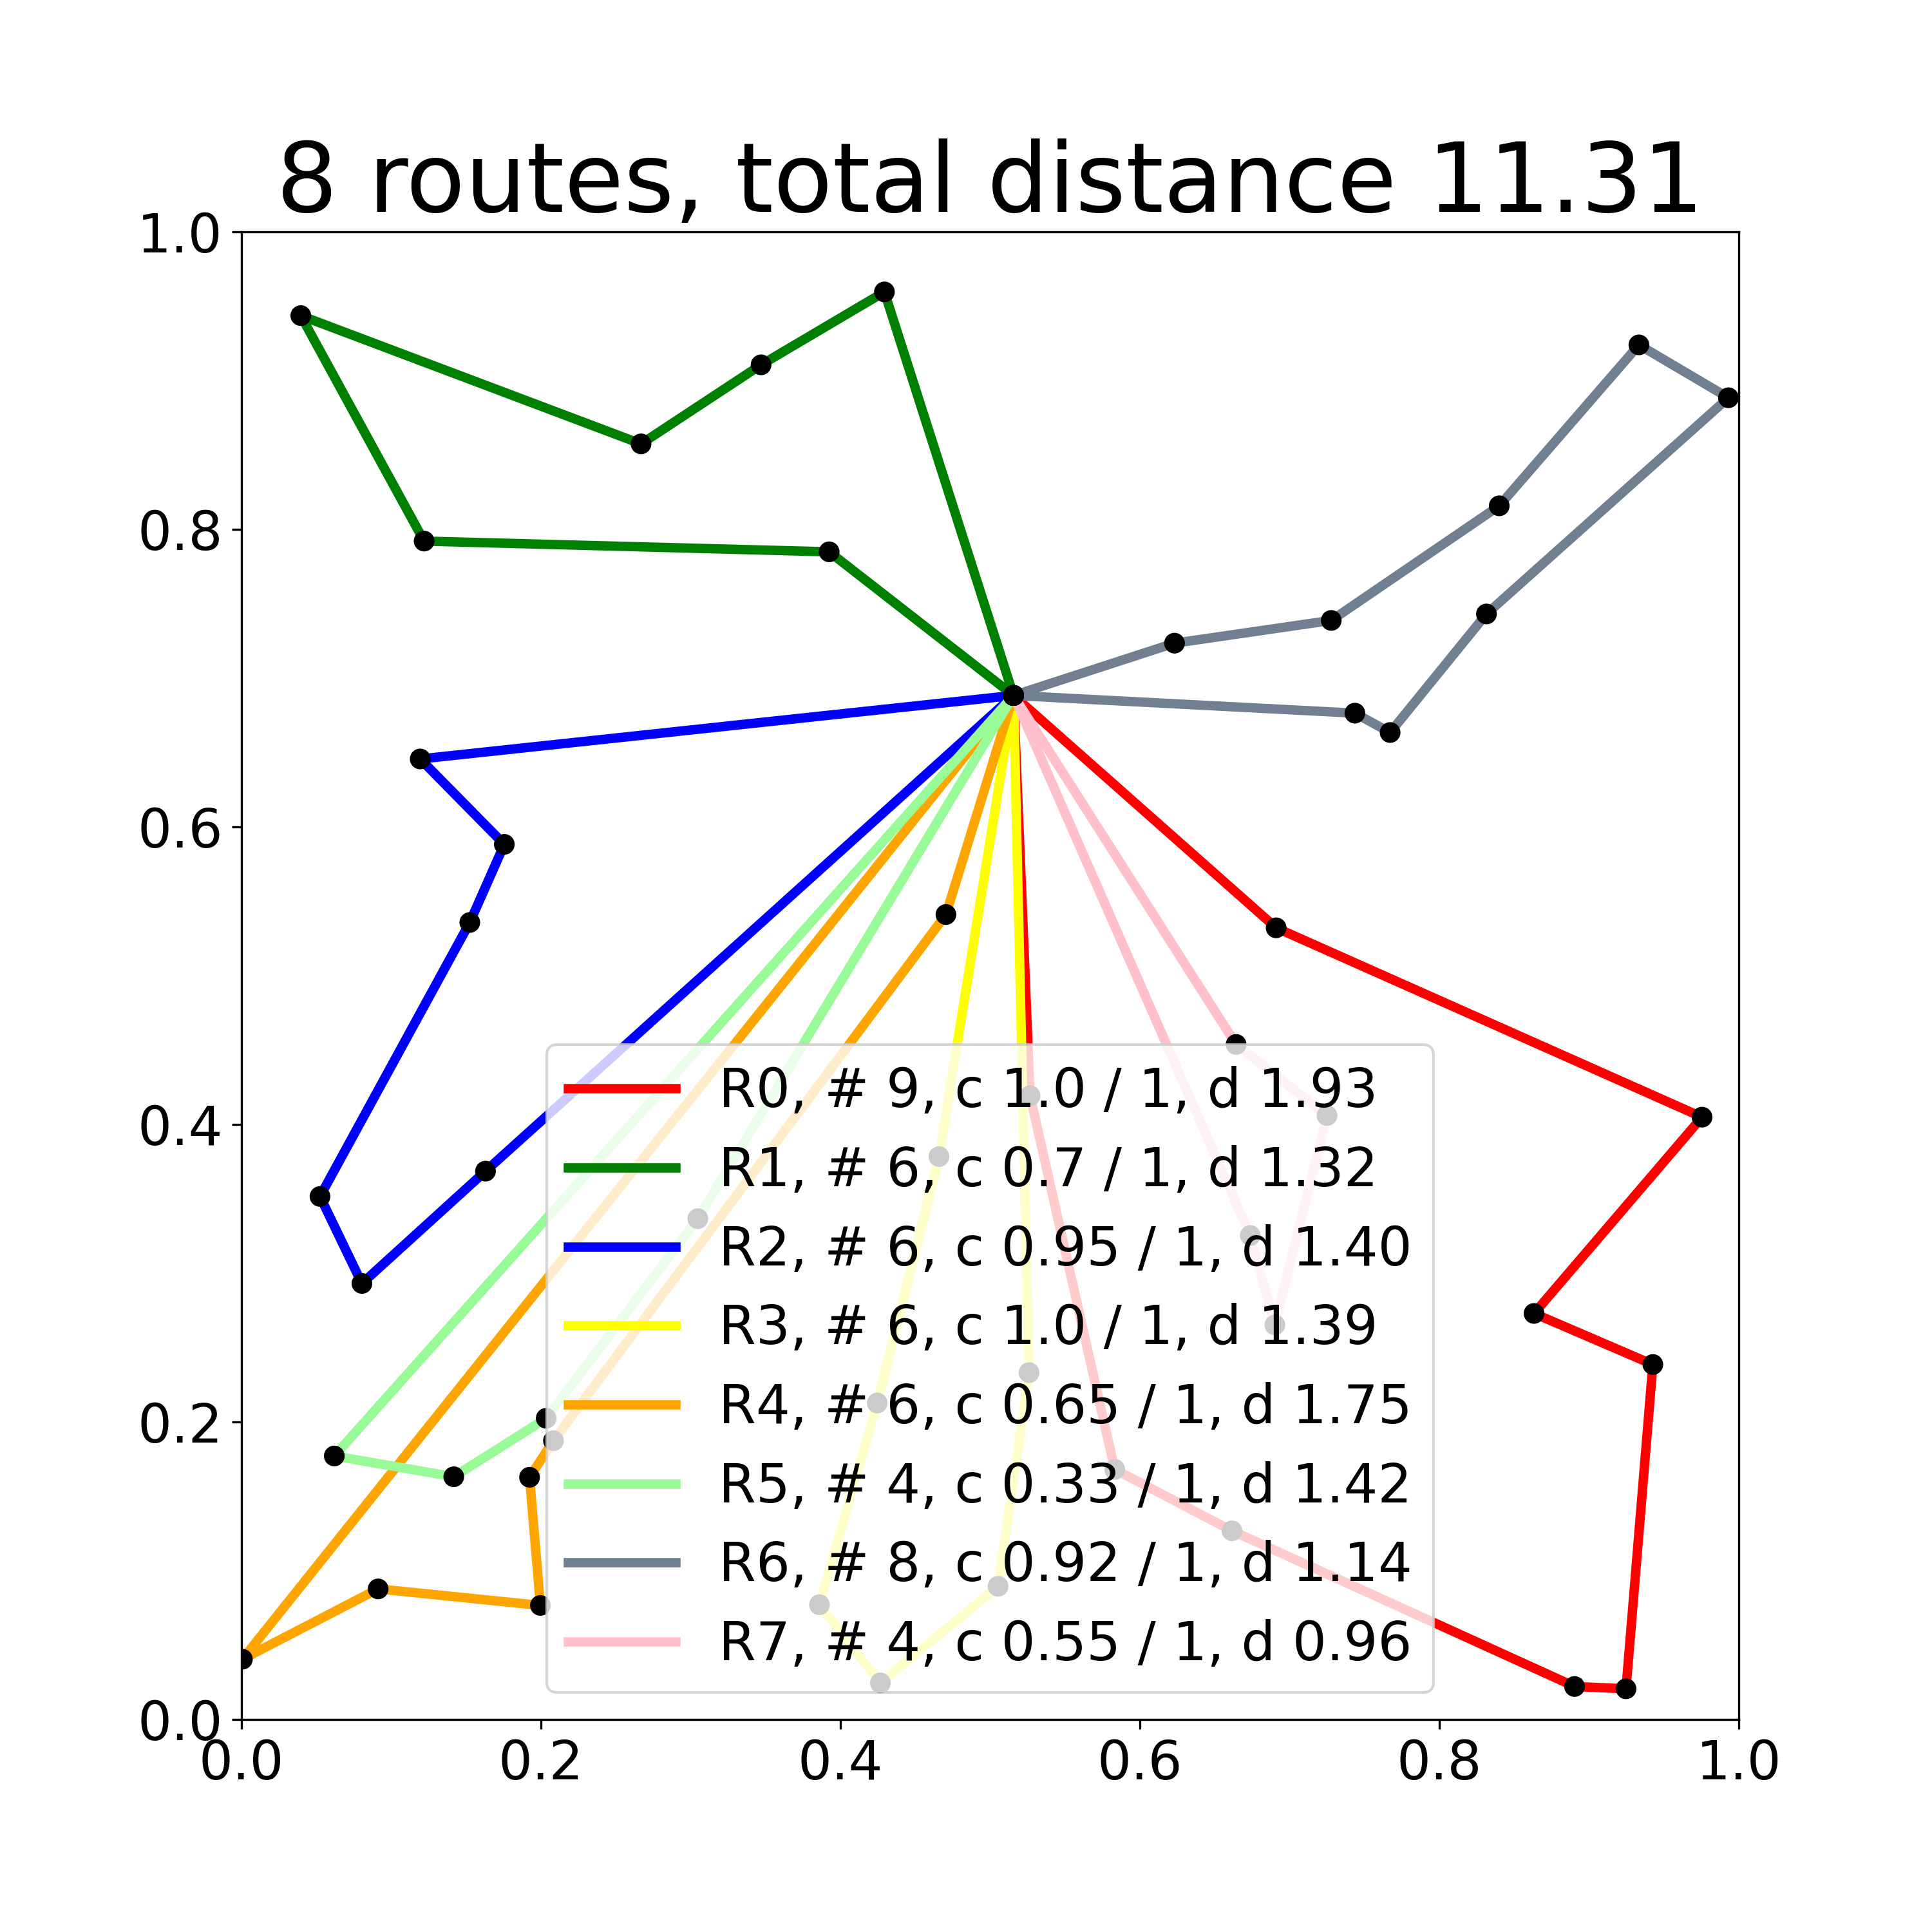 8 routes, total distance 11.31
1.0
0.8
0.6
0.4
0.2
0.0
R0, # 9, c 1.0 / 1, d 1.93
R1, # 6, c 0.7 / 1, d 1.32
R2, # 6, c 0.95 / 1, d 1.40
R3, # 6, c 1.0 / 1, d 1.39
R4, # 6, c 0.65 / 1, d 1.75
R5, # 4, c 0.33 / 1, d 1.42
R6, # 8, c 0.92 / 1, d 1.14
R7, # 4, c 0.55 / 1, d 0.96
0.0 0.2 0.4 0.6 0.8 1.0